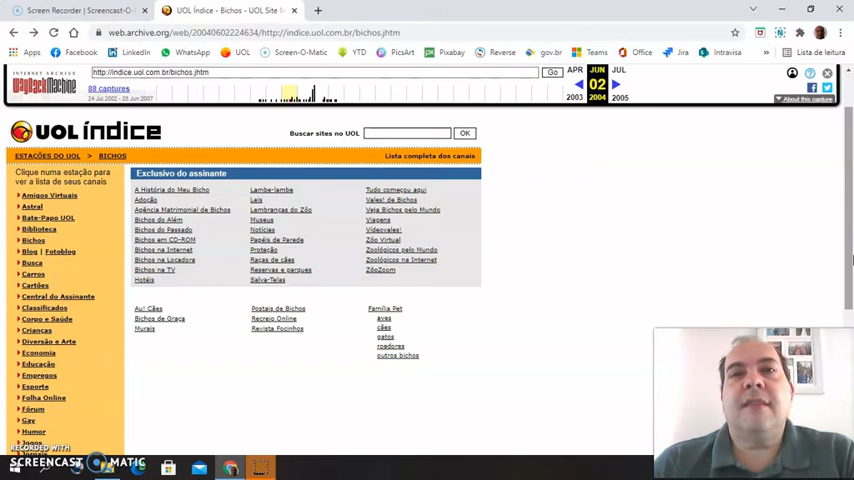 Screen Recorder | Screencast-O-
UOL Índice - Bichos - UOL Site M
web.archive.org/web/20040602224634/http://indice.uol.com.br/bichos.jhtm
Apps Facebook LinkedIn WhatsApp UOL Screen-O-Matic PicsArt Pixabay Reverse gov.br Teams Office Jira Intravisa Lista de leitura
INTERNET ARCHIVE
WayBackMachine
http://indice.uol.com.br/bichos.jhtm Go
88 captures
24 Jul 2002 - 25 Jun 2007
APR JUN JUL
02
2003 2004 2005
About this capture
UOL índice
Buscar sites no UOL OK
ESTAÇÕES DO UOL > BICHOS Lista completa dos canais
Clique numa estação para
ver a lista de seus canais
Amigos Virtuais
Astral
Bate-Papo UOL
Biblioteca
Bichos
Blog | Fotoblog
Busca
Carros
Cartões
Central do Assinante
Classificados
Corpo e Saúde
Crianças
Diversão e Arte
Economia
Educação
Empregos
Esporte
Folha Online
Fórum
Gay
Humor
Jogos
Exclusivo do assinante
A História do Meu Bicho
Adoção
Agência Matrimonial de Bichos
Bichos do Além
Bichos do Passado
Bichos em CD-ROM
Bichos na Internet
Bichos na Locadora
Bichos na TV
Hotéis
Lambe-lambe
Leis
Lembranças do Zôo
Museus
Notícias
Papéis de Parede
Proteção
Raças de cães
Reservas e parques
Salva-Telas
Tudo começou aqui
Vales! de Bichos
Veja Bichos pelo Mundo
Viagens
Videovales!
Zôo Virtual
Zoológicos pelo Mundo
Zoológicos na Internet
ZôoZoom
Au! Cães
Bichos de Graça
Murais
Postais de Bichos
Recreio Online
Revista Focinhos
Família Pet
aves
cães
gatos
roedores
outros bichos
RECORDED WITH
SCREENCAST MATIC